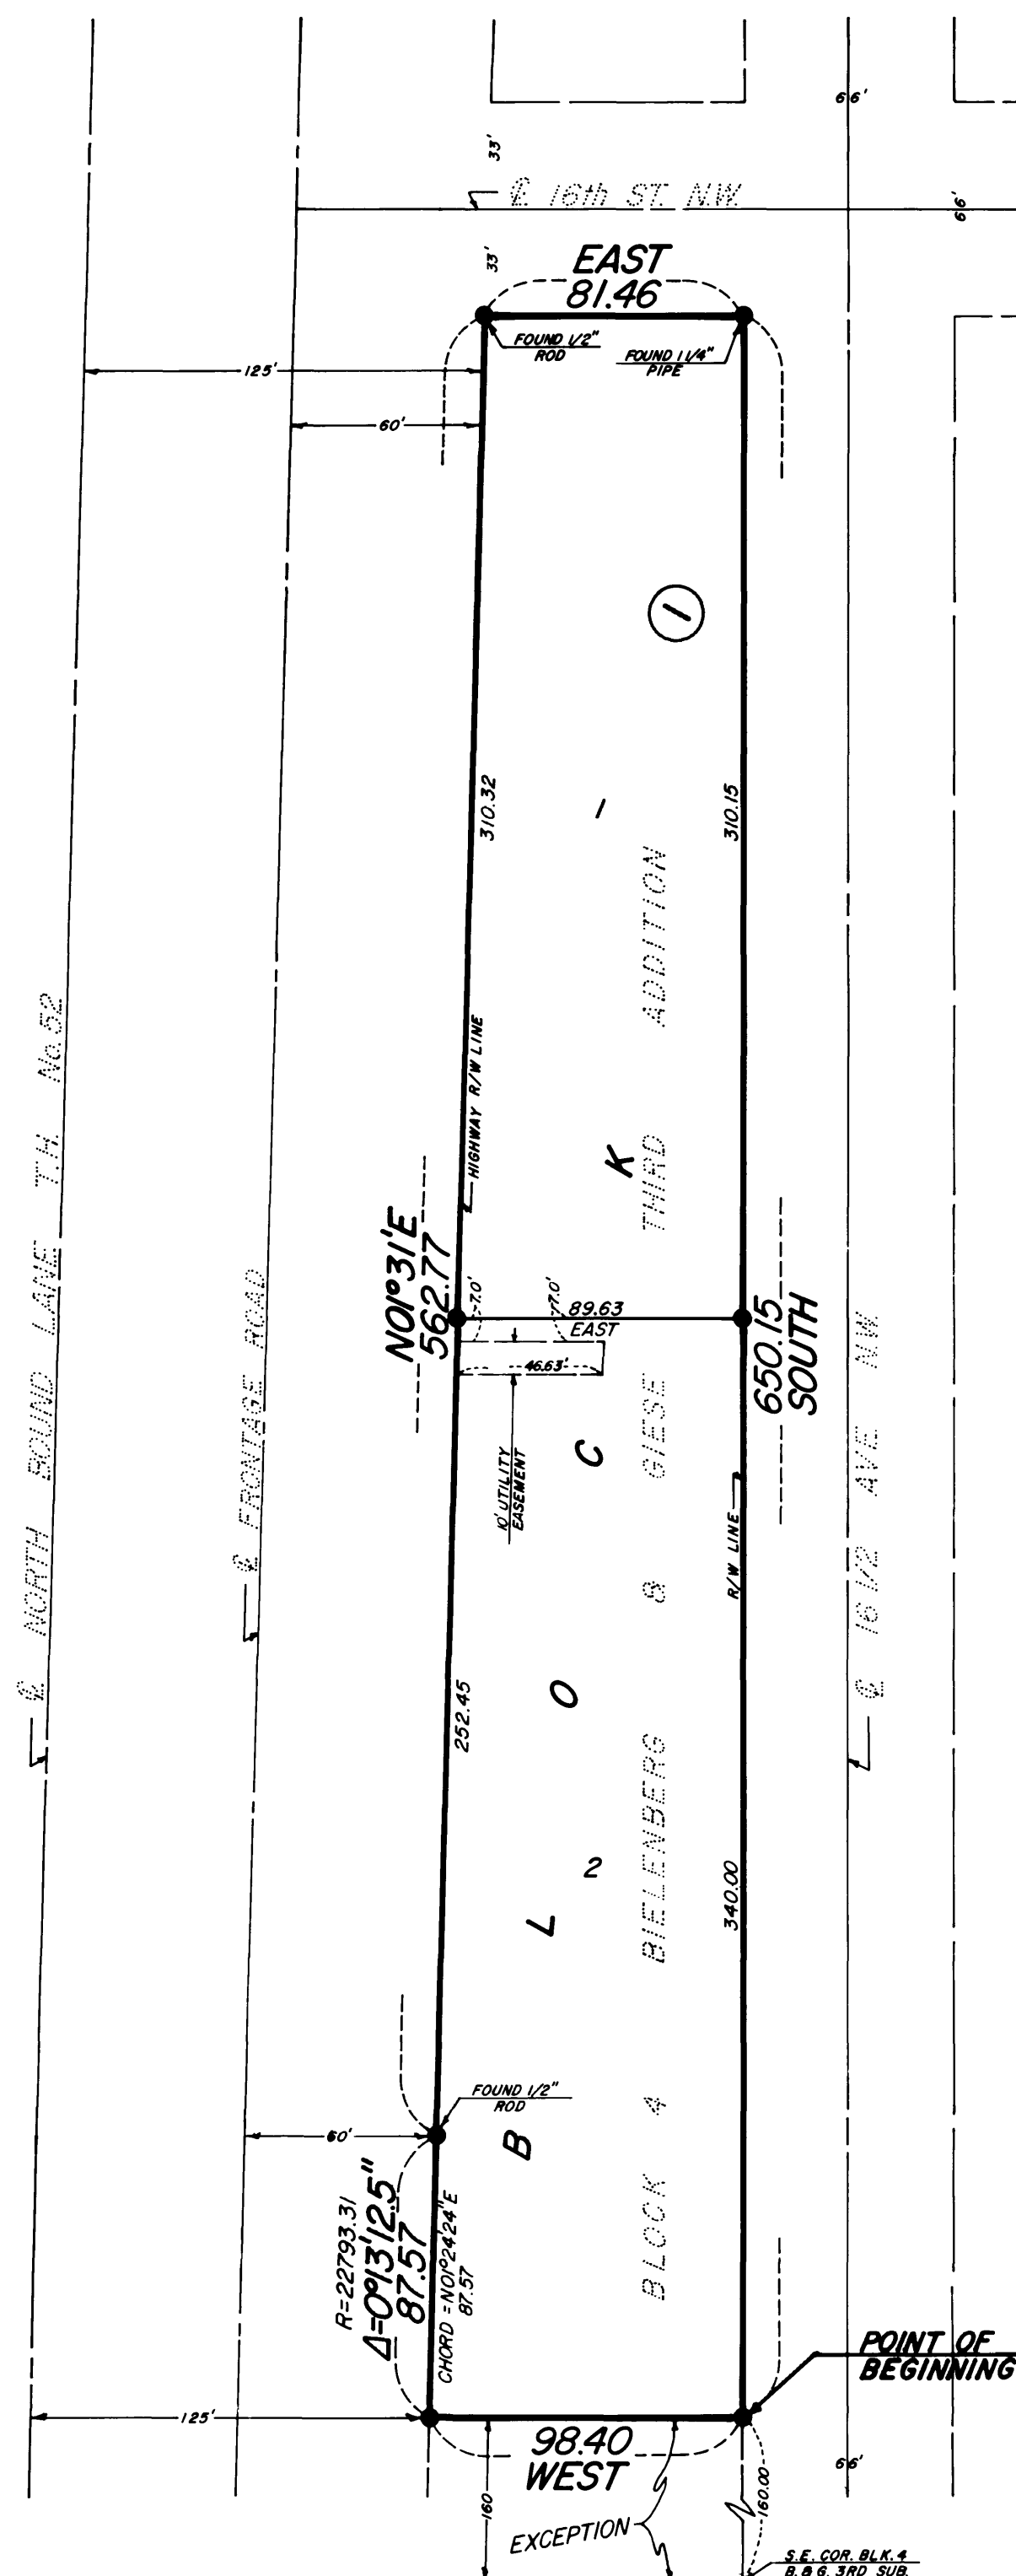 66'
33'
℄ 16th ST. N.W.
66'
33'
EAST
81.46
FOUND 1/2"
ROD
FOUND 1 1/4"
PIPE
125'
60'
1
310.32
310.15
1
HIGHWAY R/W LINE
N01°31'E
562.77
7.0'
7.0'
89.63
EAST
46.63'
10' UTILITY
EASEMENT
650.15
SOUTH
R/W LINE
℄ NORTH BOUND LANE T.H. No. 52
℄ FRONTAGE ROAD
℄ 16 1/2 AVE NW
252.45
340.00
2
BLOCK
BLOCK 4 BIELENBERG & GIESE THIRD ADDITION
FOUND 1/2"
ROD
60'
R=22793.31
Δ=0°13'12.5"
87.57
CHORD = N01°24'24"E
87.57
POINT OF
BEGINNING
125'
98.40
WEST
66'
160
160.00
EXCEPTION
S.E. COR. BLK. 4
B. & G. 3RD SUB.